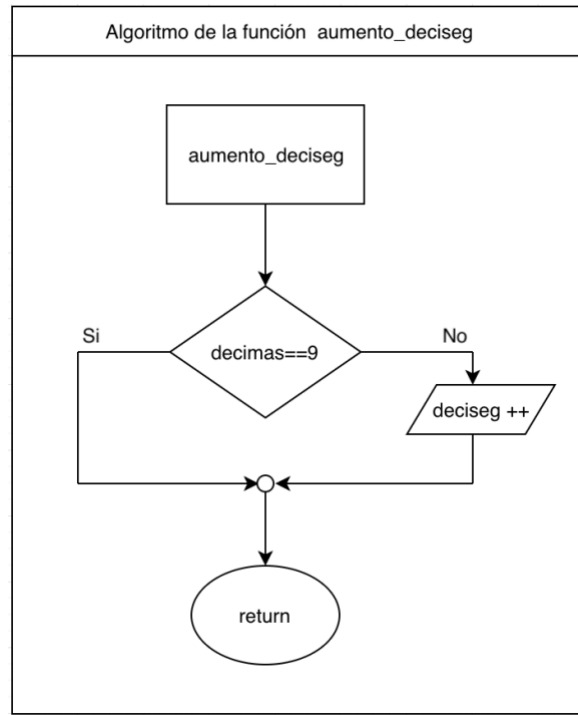 Algoritmo de la función aumento_deciseg
aumento_deciseg
Si
decimas==9
No
deciseg ++
return